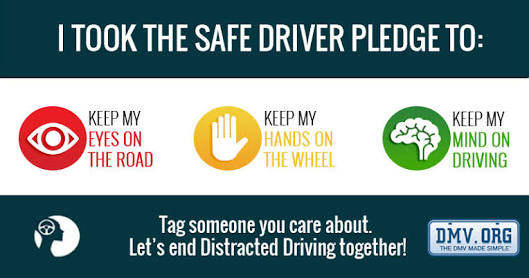 I TOOK THE SAFE DRIVER PLEDGE TO:
KEEP MY
EYES ON
THE ROAD
KEEP MY
HANDS ON
THE WHEEL
KEEP MY
MIND ON
DRIVING
Tag someone you care about.
Let's end Distracted Driving together!
DMV.ORG
THE DMV MADE SIMPLE